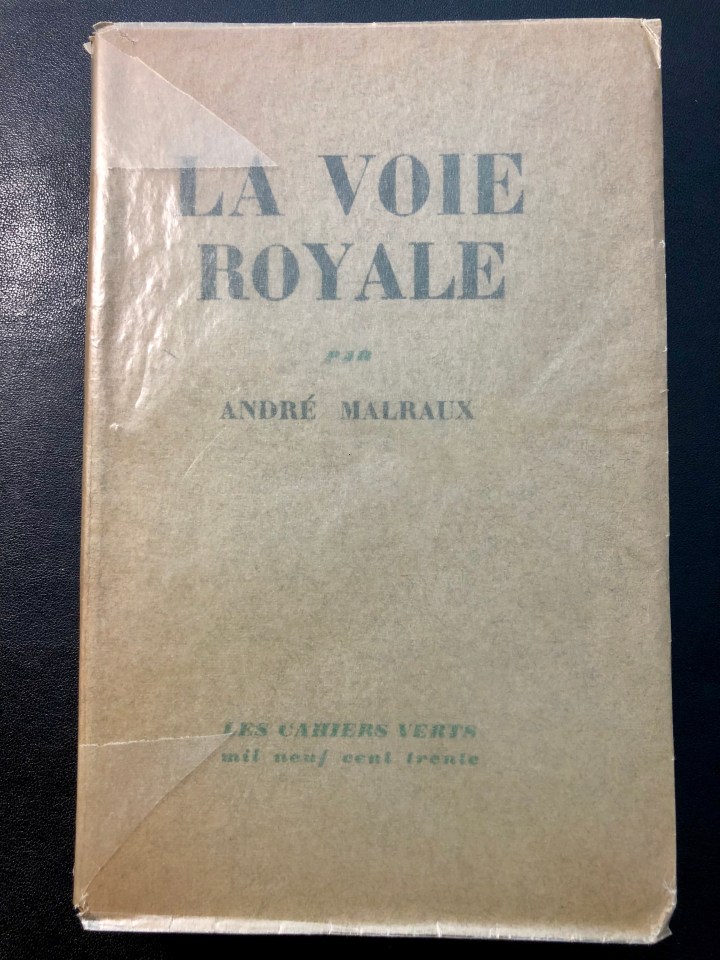 LA VOIE
ROYALE
par
ANDRÉ MALRAUX
LES CAHIERS VERTS
mil neuf cent trente